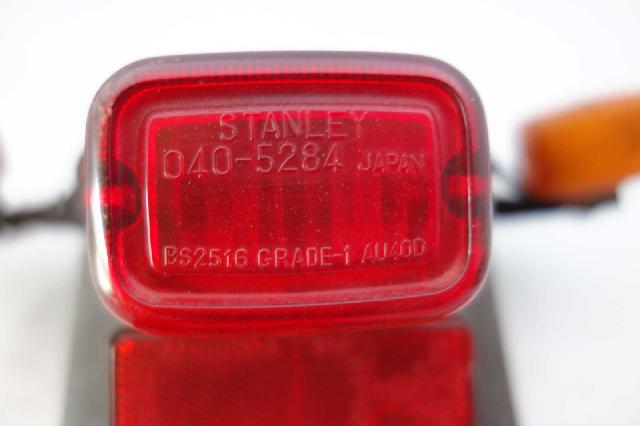 STANLEY
040-5284 JAPAN
BS2516 GRADE-1 AU40D